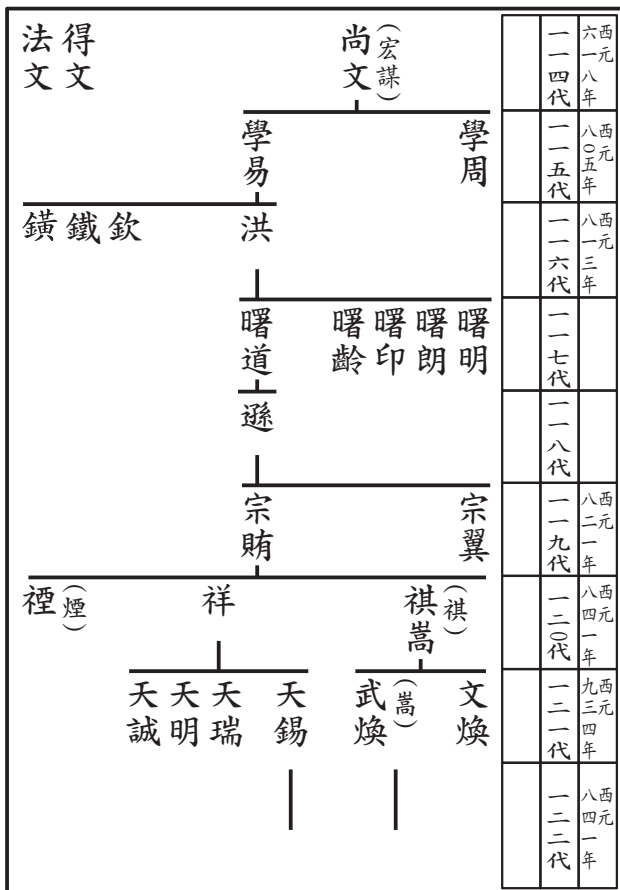 西元六一八年
一一四代
尚文(宏謀)
得文
法文
西元八0五年
一一五代
學周
學易
西元八一三年
一一六代
洪
欽
鐵
鐄
一一七代
曙明
曙朗
曙印
曙齡
曙道
一一八代
遜
西元八二一年
一一九代
宗翼
宗賄
西元八四一年
一二0代
祺嵩(祺)
祥
禋(煙)
西元九三四年
一二一代
文煥
武煥(嵩)
天錫
天瑞
天明
天誠
西元八四一年
一二二代